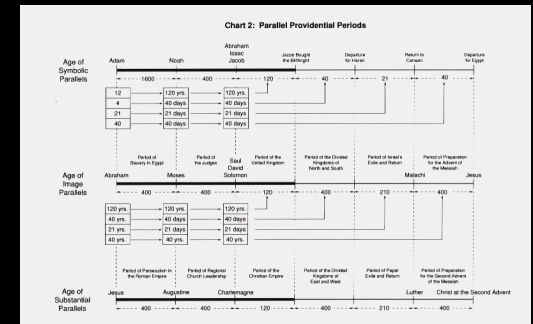 Chart 2: Parallel Providential Periods
Age of
Symbolic
Parallels
Adam
Noah
Abraham
Isaac
Jacob
Jacob Bought
the Birthright
Departure
for Haran
Return to
Canaan
Departure
for Egypt
1600 400 120 40 21 40
12 120 yrs. 120 yrs.
4 40 days 40 days
21 21 days 21 days
40 40 days 40 days
Age of
Image
Parallels
Period of
Slavery in Egypt
Period of
the Judges
Period of the
United Kingdom
Period of the Divided
Kingdoms of
North and South
Period of Israel's
Exile and Return
Period of Preparation
for the Advent of
the Messiah
Abraham
Moses
Saul
David
Solomon
Malachi
Jesus
400 400 120 400 210 400
120 yrs. 120 yrs. 120 yrs.
40 yrs. 40 days 40 yrs.
21 yrs. 21 days 21 days
40 yrs. 40 yrs. 40 yrs.
Age of
Substantial
Parallels
Period of Persecution in
the Roman Empire
Period of Regional
Church Leadership
Period of the
Christian Empire
Period of the Divided
Kingdoms of
East and West
Period of Papal
Exile and Return
Period of Preparation
for the Second Advent
of the Messiah
Jesus
Augustine
Charlemagne
Luther
Christ at the Second Advent
400 400 120 400 210 400